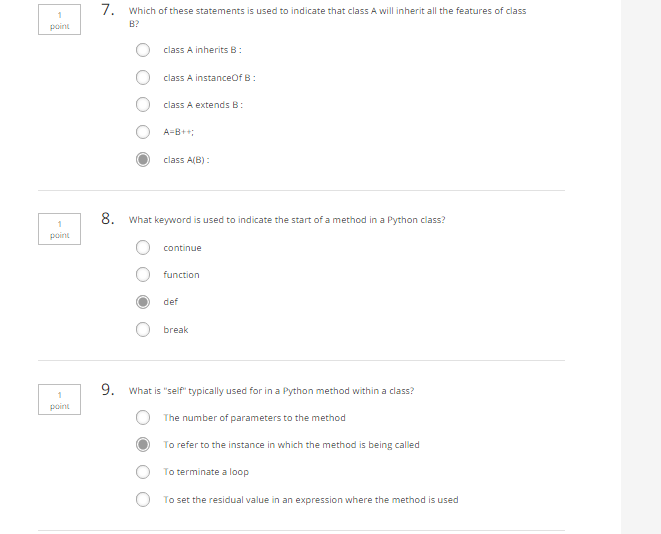 1
point
7. Which of these statements is used to indicate that class A will inherit all the features of class
B?
class A inherits B :
class A instanceOf B :
class A extends B :
A=B++;
class A(B) :
1
point
8. What keyword is used to indicate the start of a method in a Python class?
continue
function
def
break
1
point
9. What is "self" typically used for in a Python method within a class?
The number of parameters to the method
To refer to the instance in which the method is being called
To terminate a loop
To set the residual value in an expression where the method is used